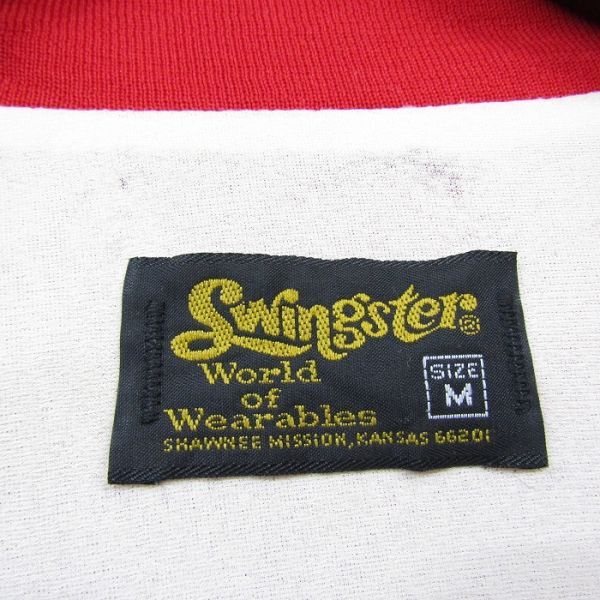 Swingster®
World
of
Wearables
SHAWNEE MISSION, KANSAS 66201
SIZE
M